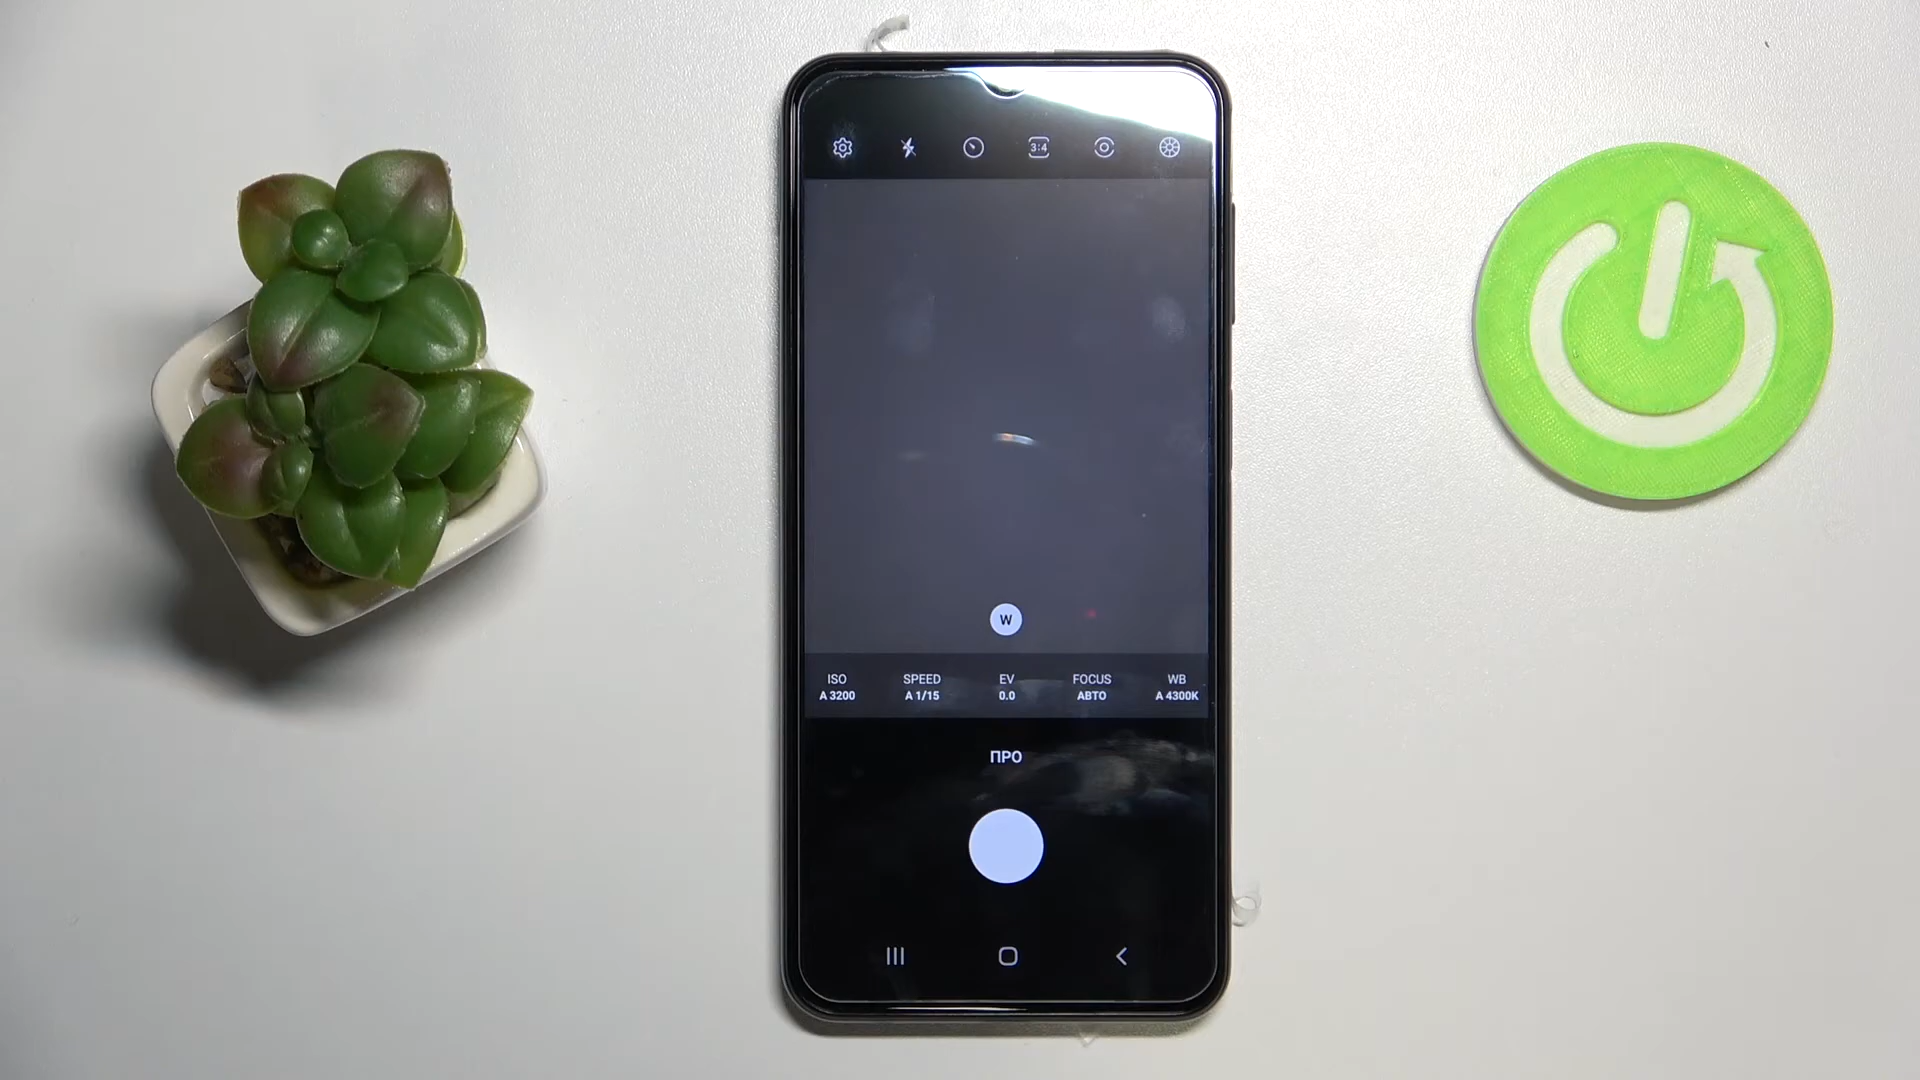 3:4
W
ISO SPEED EV FOCUS WB
A 3200 A 1/15 0.0 АВТО A 4300K
ПРО